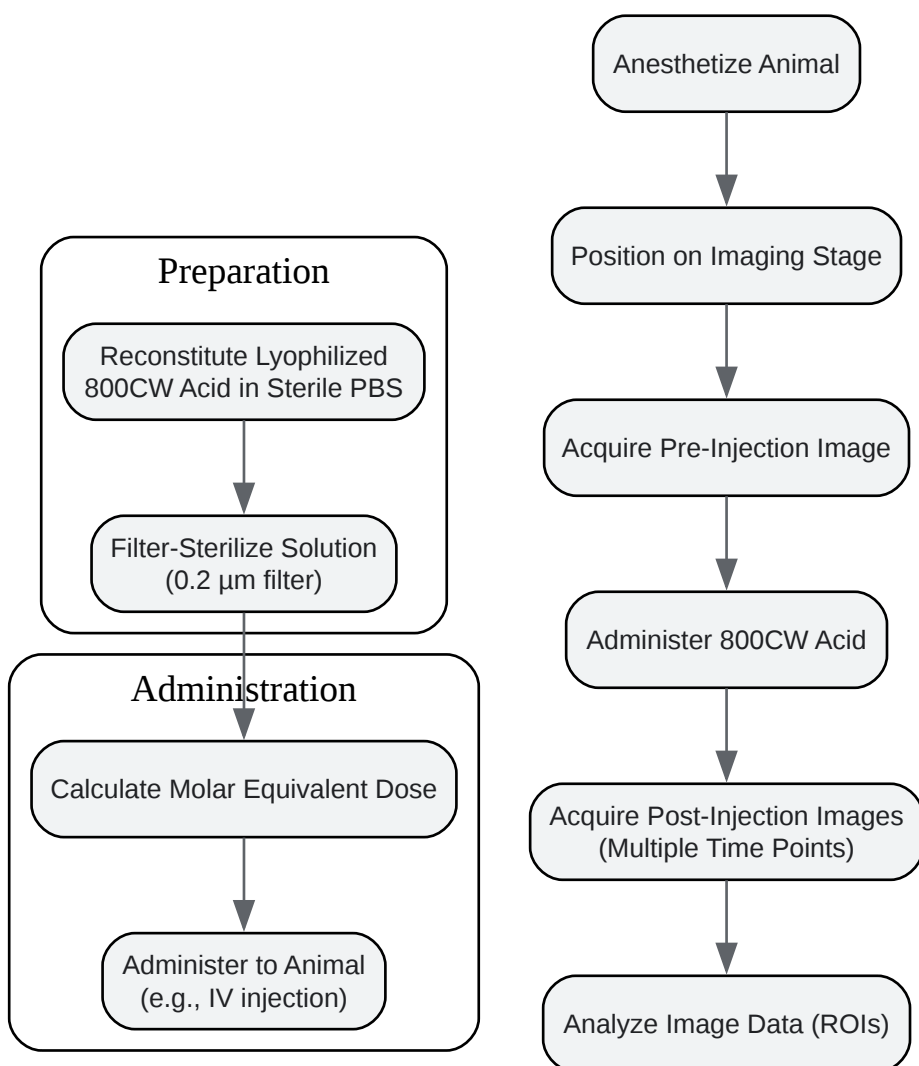 Preparation
Reconstitute Lyophilized
800CW Acid in Sterile PBS
Filter-Sterilize Solution
(0.2 µm filter)
Administration
Calculate Molar Equivalent Dose
Administer to Animal
(e.g., IV injection)
Anesthetize Animal
Position on Imaging Stage
Acquire Pre-Injection Image
Administer 800CW Acid
Acquire Post-Injection Images
(Multiple Time Points)
Analyze Image Data (ROIs)